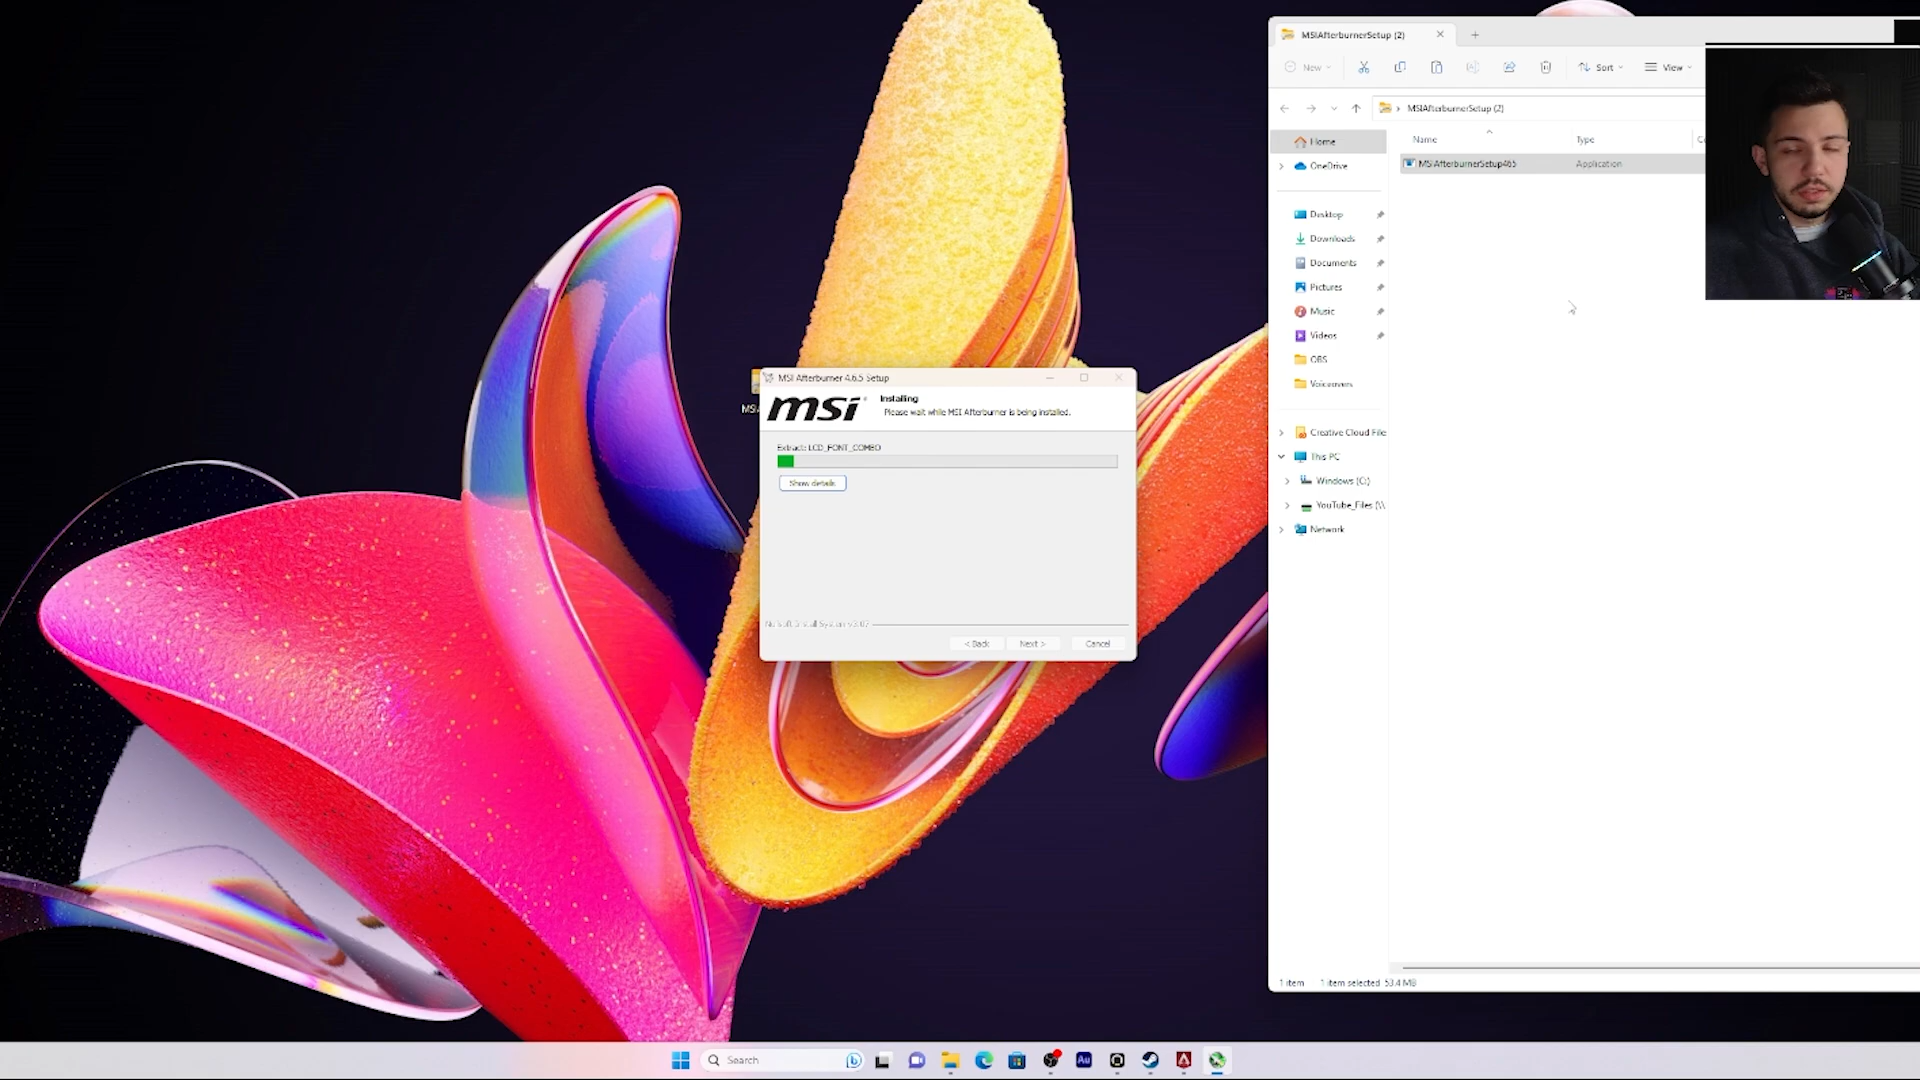 MSIAfterburnerSetup (2)
New
Sort
View
MSIAfterburnerSetup (2)
Name
Type
Home
MSIAfterburnerSetup465
Application
OneDrive
Desktop
Downloads
Documents
Pictures
Music
Videos
OBS
Voiceovers
Creative Cloud File
This PC
Windows (C:)
YouTube_Files (\\
Network
1 item
1 item selected 53.4 MB
MSI Afterburner 4.6.5 Setup
msi
Installing
Please wait while MSI Afterburner is being installed.
Extract: LCD_FONT_COMBO
Show details
< Back
Next >
Cancel
Search
Au